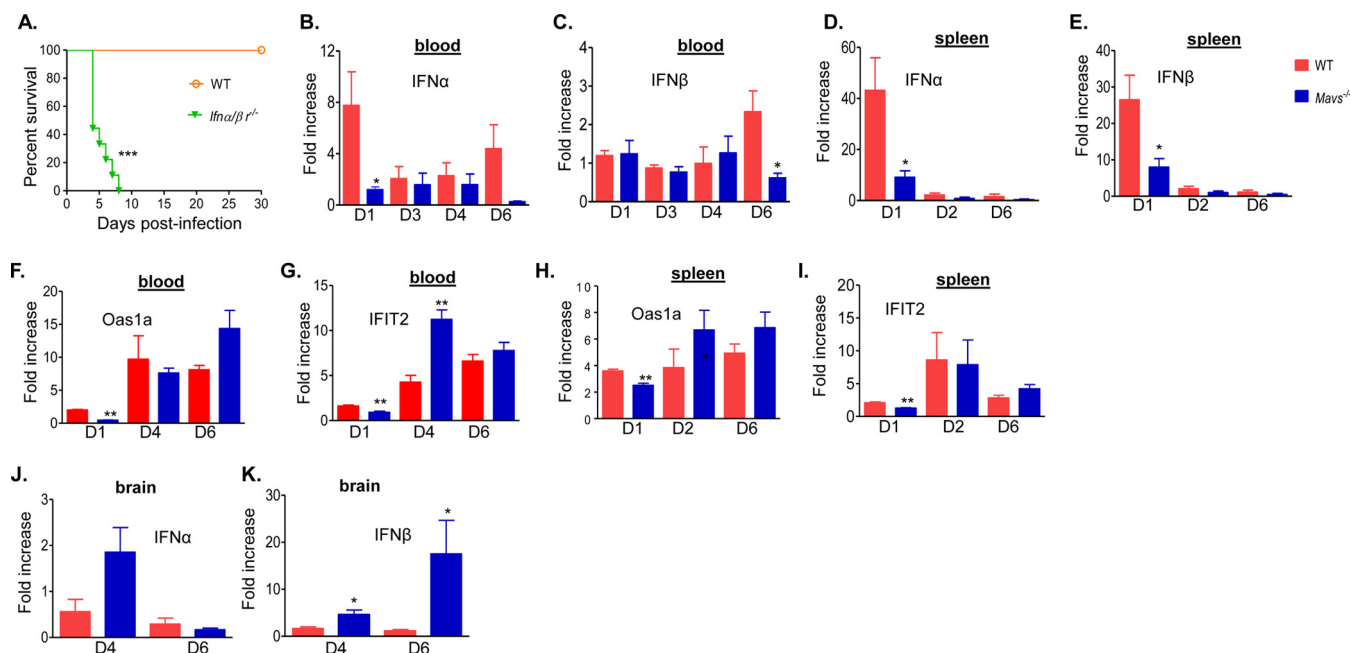 A.
Percent survival
100
80
60
40
20
0
WT
Ifnα/β r-/-
***
0 5 10 15 20 25 30
Days post-infection
B.
blood
IFNα
Fold increase
12
8
4
0
*
D1 D3 D4 D6
C.
blood
IFNβ
Fold increase
4
3
2
1
0
*
D1 D3 D4 D6
D.
spleen
IFNα
Fold increase
60
40
20
0
*
D1 D2 D6
E.
spleen
IFNβ
Fold increase
40
30
20
10
0
*
D1 D2 D6
WT
Mavs-/-
F.
blood
Oas1a
Fold increase
20
15
10
5
0
**
D1 D4 D6
G.
blood
IFIT2
Fold increase
15
10
5
0
**
**
D1 D4 D6
H.
spleen
Oas1a
Fold increase
8
6
4
2
0
**
*
D1 D2 D6
I.
spleen
IFIT2
Fold increase
20
15
10
5
0
**
D1 D2 D6
J.
brain
IFNα
Fold increase
3
2
1
0
D4 D6
K.
brain
IFNβ
Fold increase
30
20
10
0
*
*
D4 D6